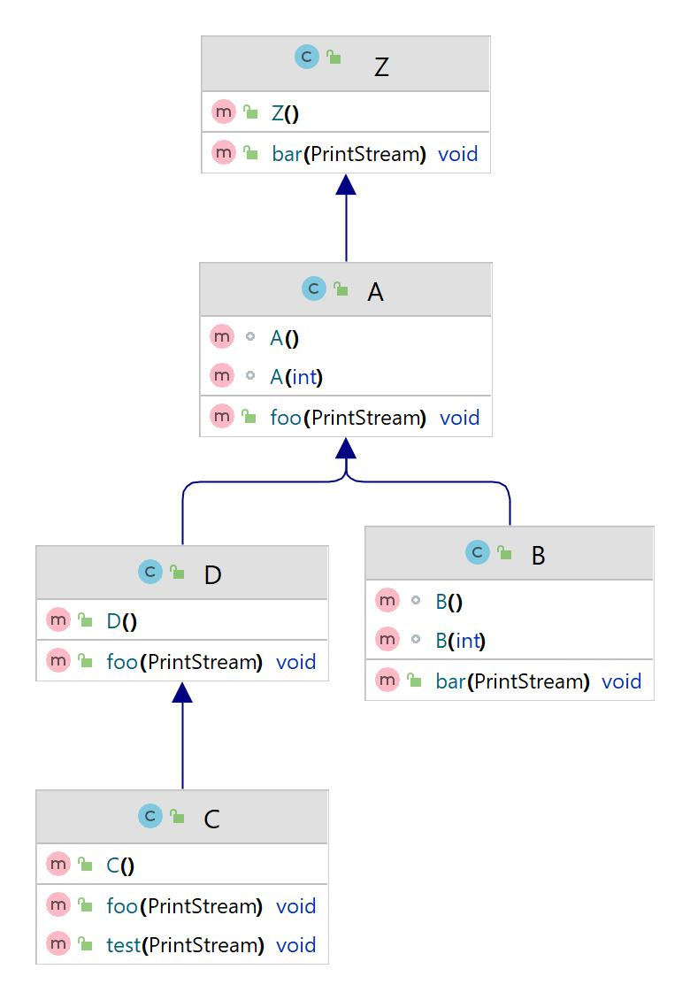 C Z
m Z()
m bar(PrintStream) void
C A
m A()
m A(int)
m foo(PrintStream) void
C D
m D()
m foo(PrintStream) void
C B
m B()
m B(int)
m bar(PrintStream) void
C C
m C()
m foo(PrintStream) void
m test(PrintStream) void